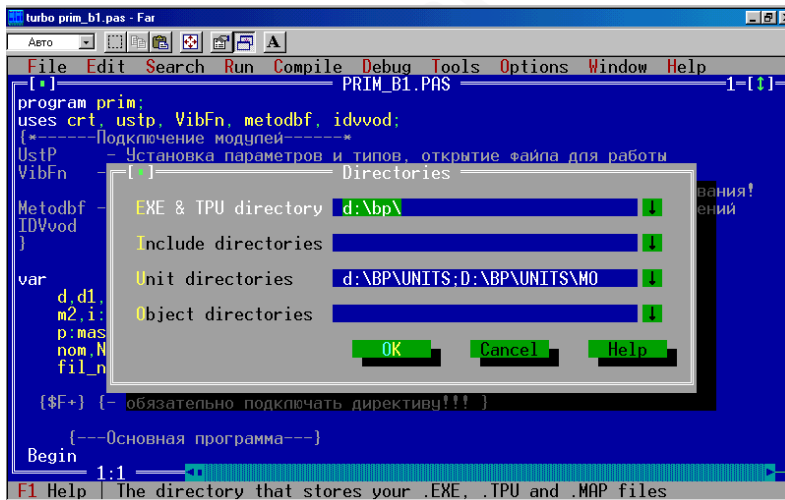 turbo prim_b1.pas - Far
Авто
A
File Edit Search Run Compile Debug Tools Options Window Help
PRIM_B1.PAS 1
program prim;
uses crt, ustp, VibFn, metodbf, idvvod;
{*------Подключение модулей------*
UstP - Установка параметров и типов, открытие файла для работы
VibFn -
вания!
Metodbf -
ений
IDVvod
}
var
d,d1,
m2,i:
p:mas
nom,N
fil_n
Directories
EXE & TPU directory d:\bp\
Include directories
Unit directories d:\BP\UNITS;D:\BP\UNITS\MO
Object directories
OK Cancel Help
{$F+} {- обязательно подключать директиву!!! }
{---Основная программа---}
Begin
1:1
F1 Help | The directory that stores your .EXE, .TPU and .MAP files